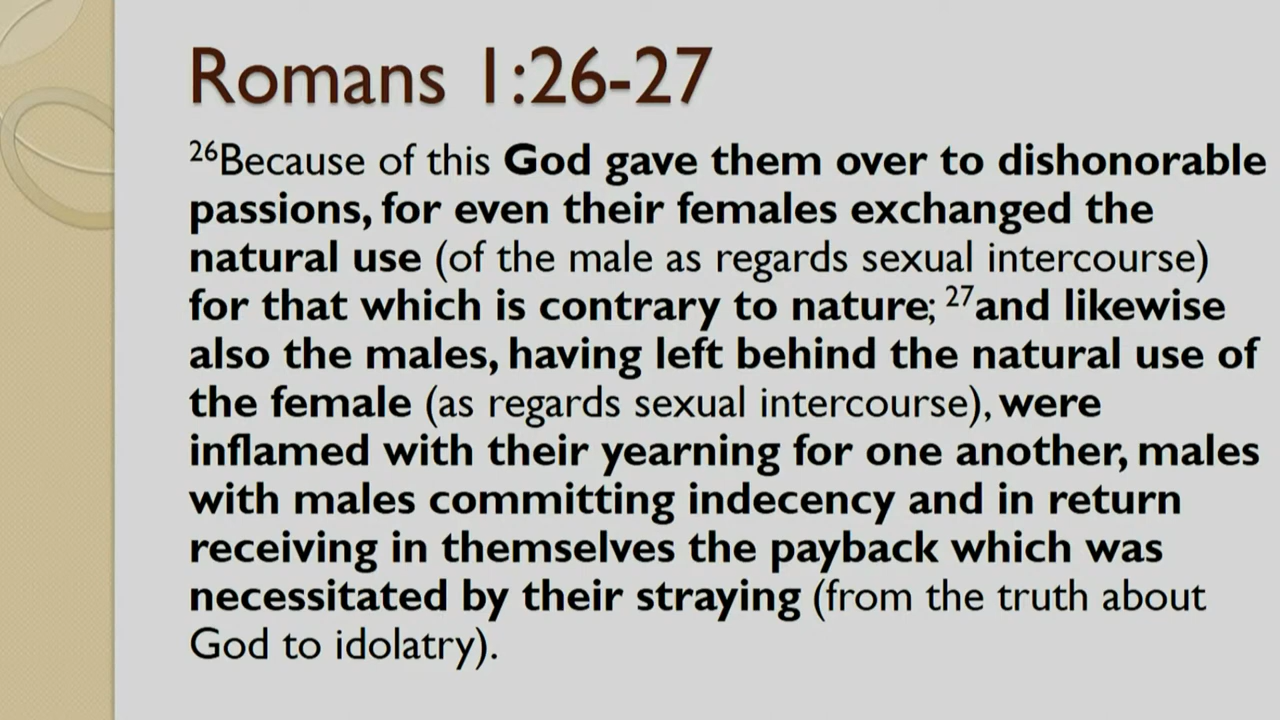 Romans 1:26-27
26Because of this God gave them over to dishonorable
passions, for even their females exchanged the
natural use (of the male as regards sexual intercourse)
for that which is contrary to nature; 27and likewise
also the males, having left behind the natural use of
the female (as regards sexual intercourse), were
inflamed with their yearning for one another, males
with males committing indecency and in return
receiving in themselves the payback which was
necessitated by their straying (from the truth about
God to idolatry).